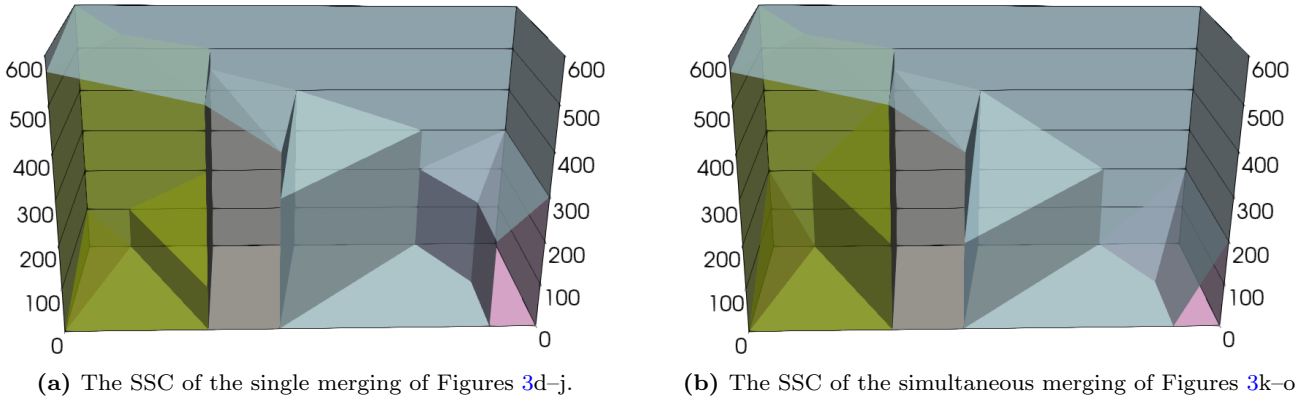 600 600 600 600
500 500 500 500
400 400 400 400
300 300 300 300
200 200 200 200
100 100 100 100
0 0 0 0
(a) The SSC of the single merging of Figures 3d–j.
(b) The SSC of the simultaneous merging of Figures 3k–o